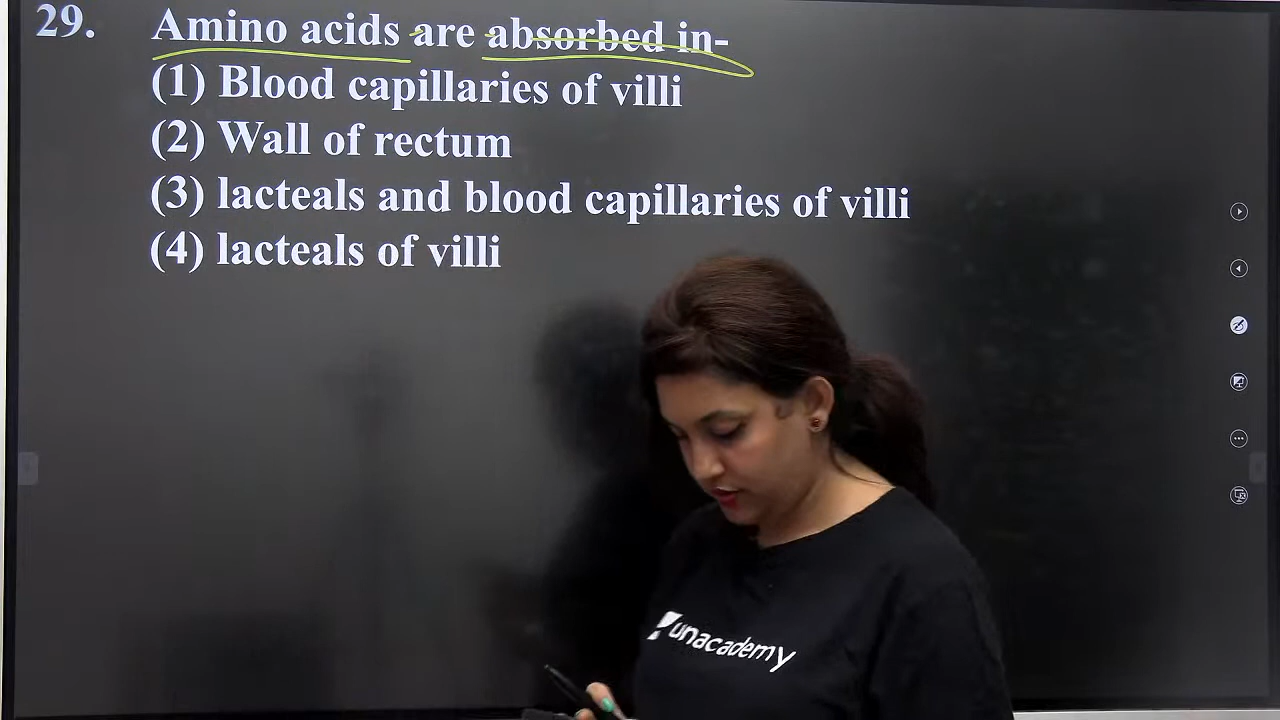 29. Amino acids are absorbed in-
(1) Blood capillaries of villi
(2) Wall of rectum
(3) lacteals and blood capillaries of villi
(4) lacteals of villi
unacademy